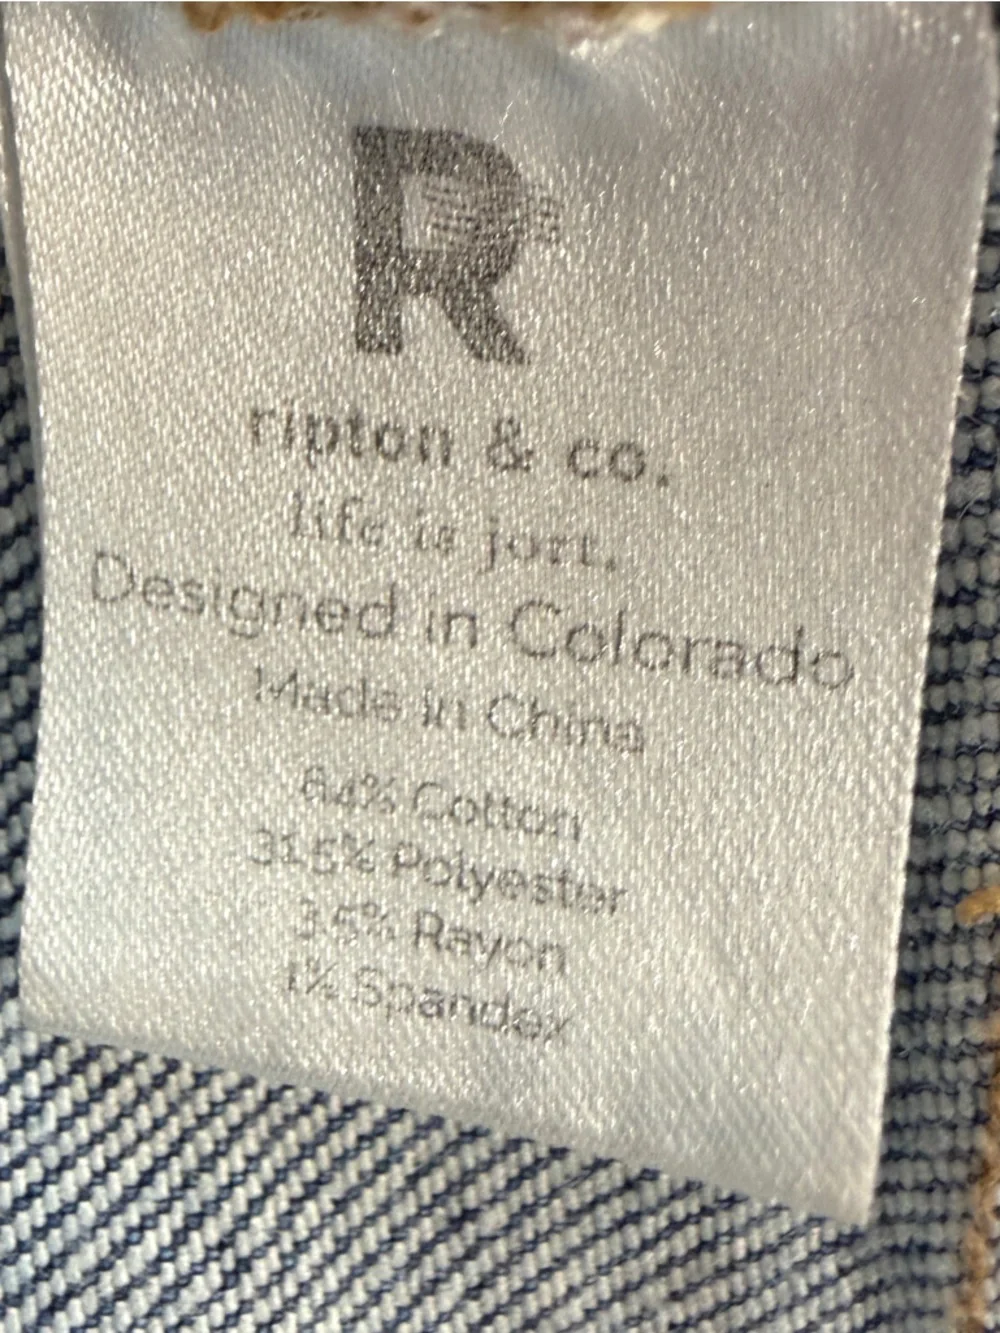 R
ripton & co.
life is jort.
Designed in Colorado
Made in China
64% Cotton
31.5% Polyester
3.5% Rayon
1% Spandex